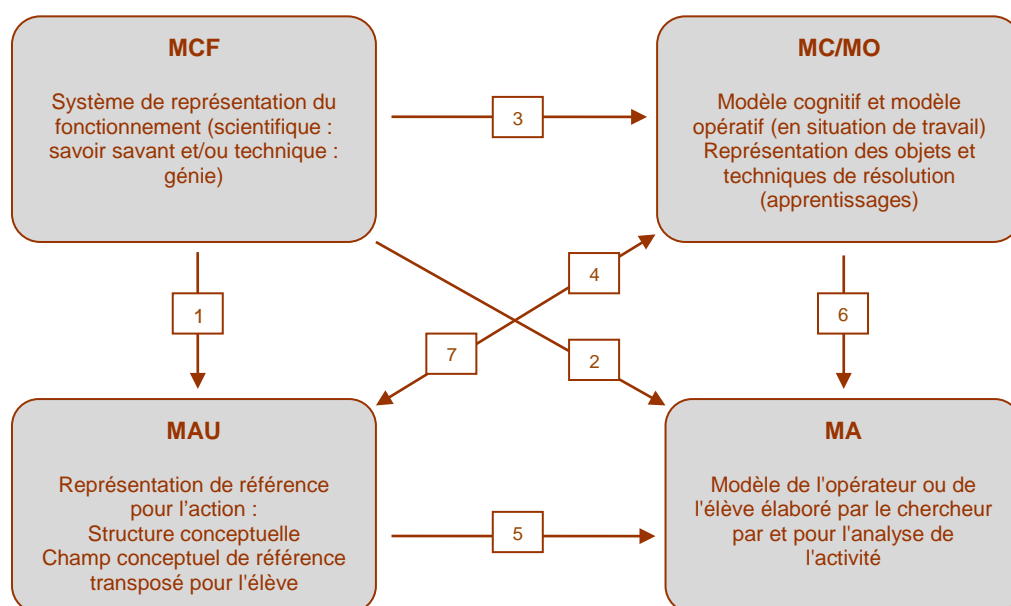 MCF
Système de représentation du
fonctionnement (scientifique :
savoir savant et/ou technique :
génie)
3
MC/MO
Modèle cognitif et modèle
opératif (en situation de travail)
Représentation des objets et
techniques de résolution
(apprentissages)
1
4
6
7
2
MAU
Représentation de référence
pour l'action :
Structure conceptuelle
Champ conceptuel de référence
transposé pour l'élève
5
MA
Modèle de l'opérateur ou de
l'élève élaboré par le chercheur
par et pour l'analyse de
l'activité